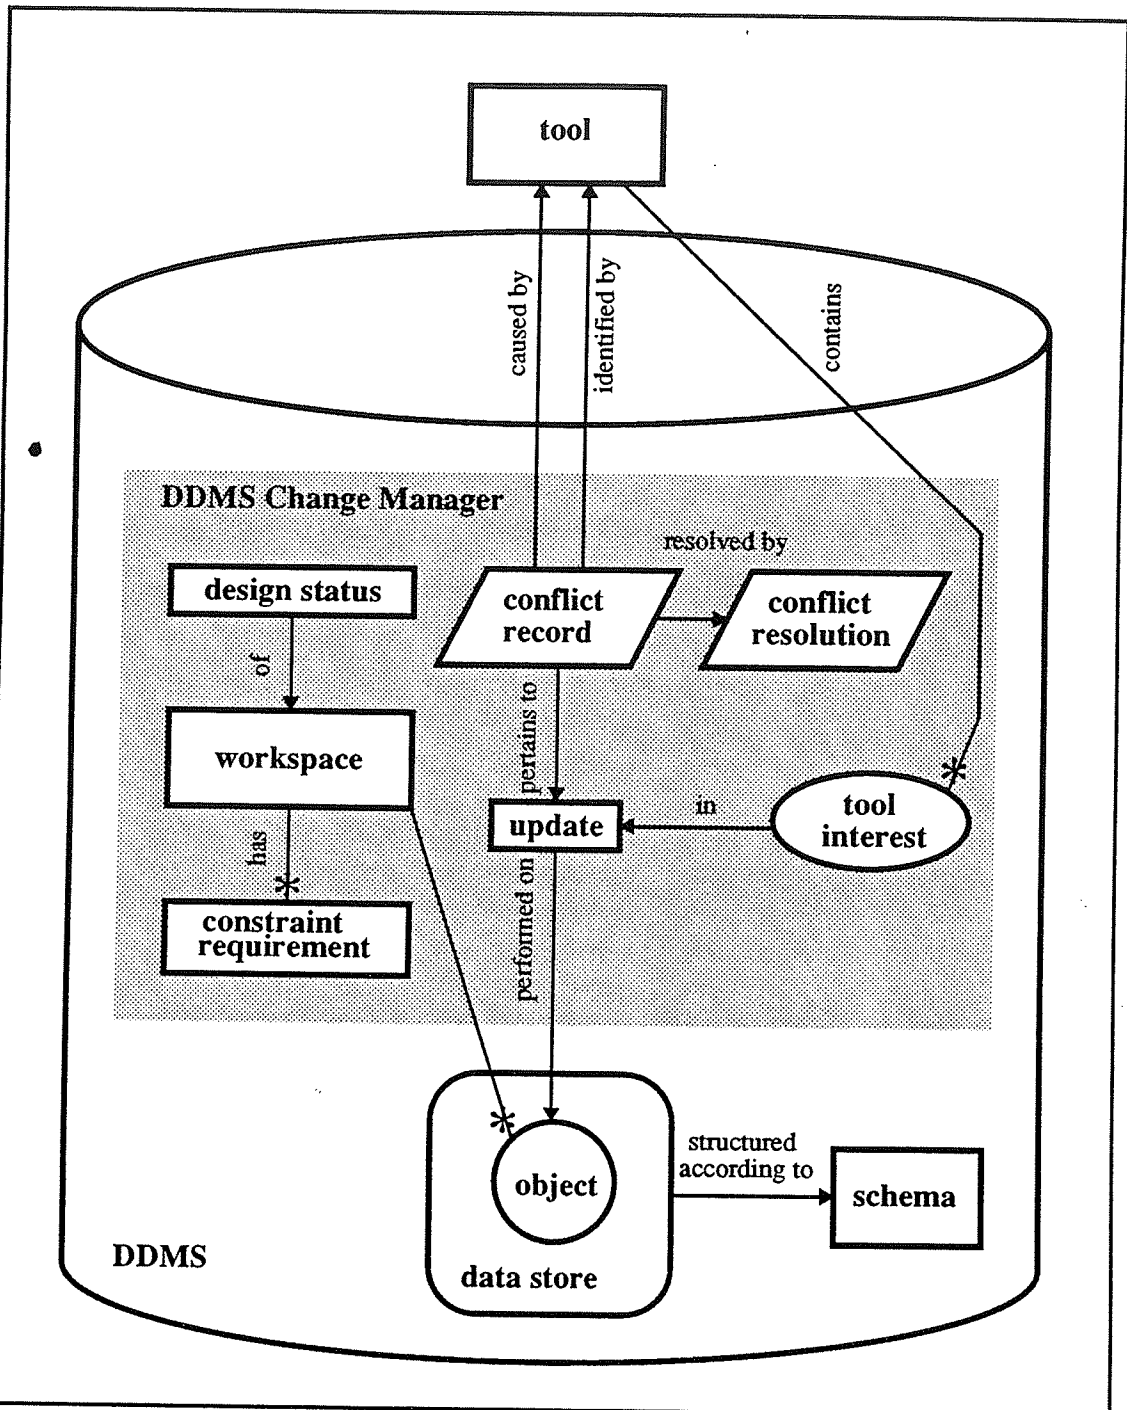 tool
caused by
identified by
contains
DDMS Change Manager
resolved by
design status
conflict
record
conflict
resolution
of
pertains to
workspace
*
tool
interest
in
update
has
*
performed on
constraint
requirement
*
object
structured
according to
schema
data store
DDMS